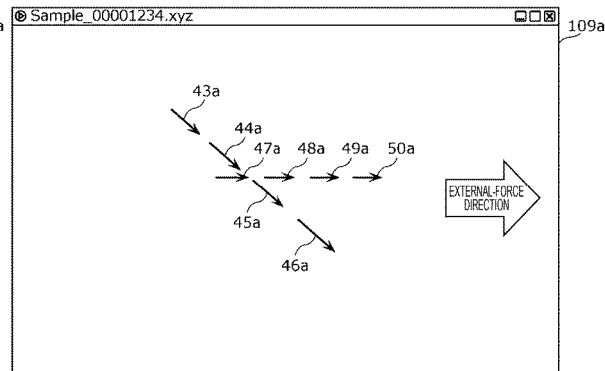 a
Sample_00001234.xyz
109a
43a
44a
47a
48a
49a
50a
EXTERNAL-FORCE
DIRECTION
45a
46a